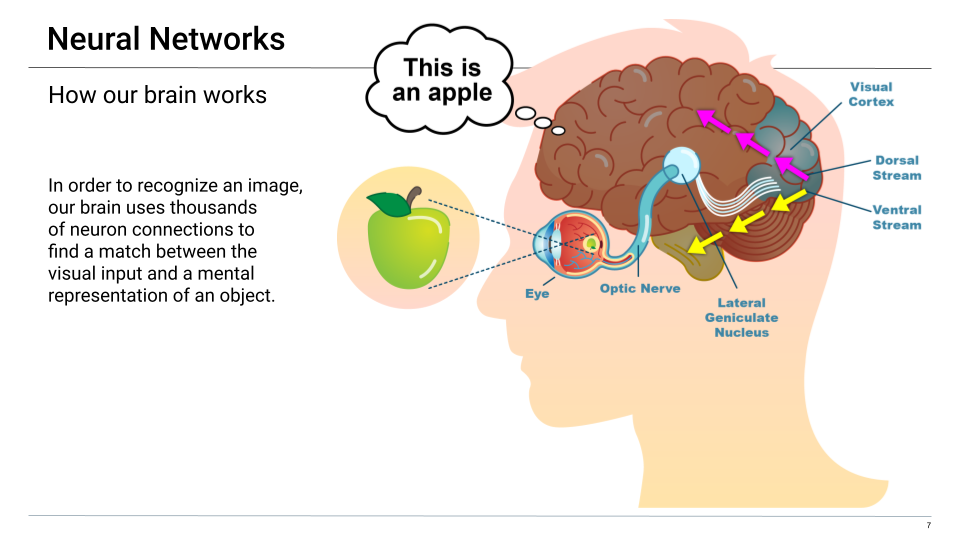 Neural Networks
How our brain works
This is
an apple
In order to recognize an image,
our brain uses thousands
of neuron connections to
find a match between the
visual input and a mental
representation of an object.
Visual
Cortex
Dorsal
Stream
Ventral
Stream
Eye
Optic Nerve
Lateral
Geniculate
Nucleus
7